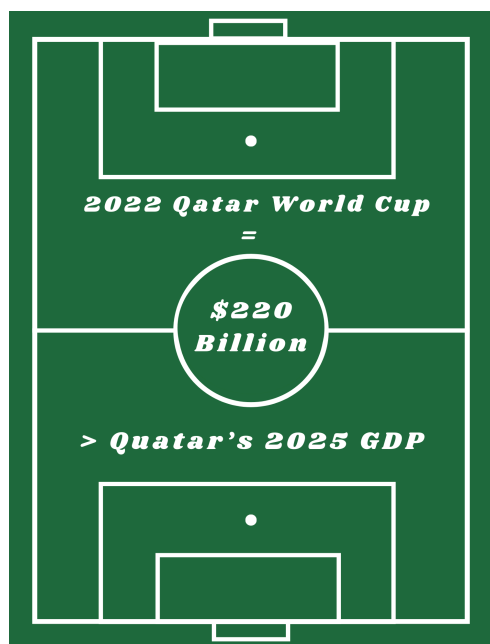 2022 Qatar World Cup
=
$220
Billion
> Quatar's 2025 GDP